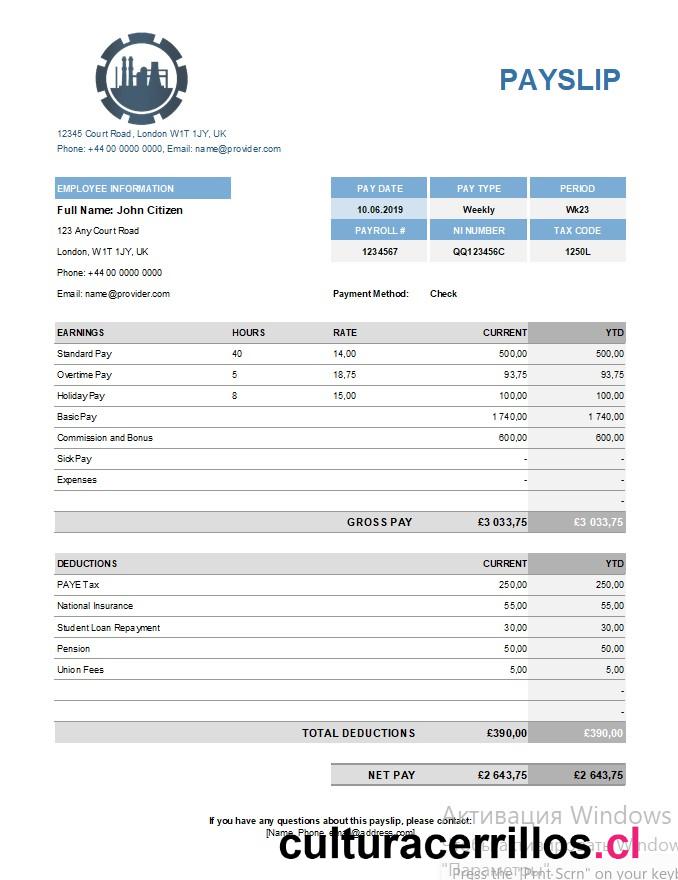 PAYSLIP
12345 Court Road, London W1T 1JY, UK
Phone: +44 00 0000 0000, Email: name@provider.com
EMPLOYEE INFORMATION PAY DATE PAY TYPE PERIOD
Full Name: John Citizen 10.06.2019 Weekly Wk23
123 Any Court Road PAYROLL # NI NUMBER TAX CODE
London, W1T 1JY, UK 1234567 QQ123456C 1250L
Phone: +44 00 0000 0000
Email: name@provider.com Payment Method: Check
EARNINGS HOURS RATE CURRENT YTD
Standard Pay 40 14,00 500,00 500,00
Overtime Pay 5 18,75 93,75 93,75
Holiday Pay 8 15,00 100,00 100,00
Basic Pay 1 740,00 1 740,00
Commission and Bonus 600,00 600,00
Sick Pay - -
Expenses - -
-
GROSS PAY £3 033,75 £3 033,75
DEDUCTIONS CURRENT YTD
PAYE Tax 250,00 250,00
National Insurance 55,00 55,00
Student Loan Repayment 30,00 30,00
Pension 50,00 50,00
Union Fees 5,00 5,00
-
-
TOTAL DEDUCTIONS £390,00 £390,00
NET PAY £2 643,75 £2 643,75
If you have any questions about this payslip, please contact:
[Name, Phone, email@address.com]
Активация Windows
culturacerrillos.cl
"Параметры"
Press the "Prnt Scrn" on your keyb